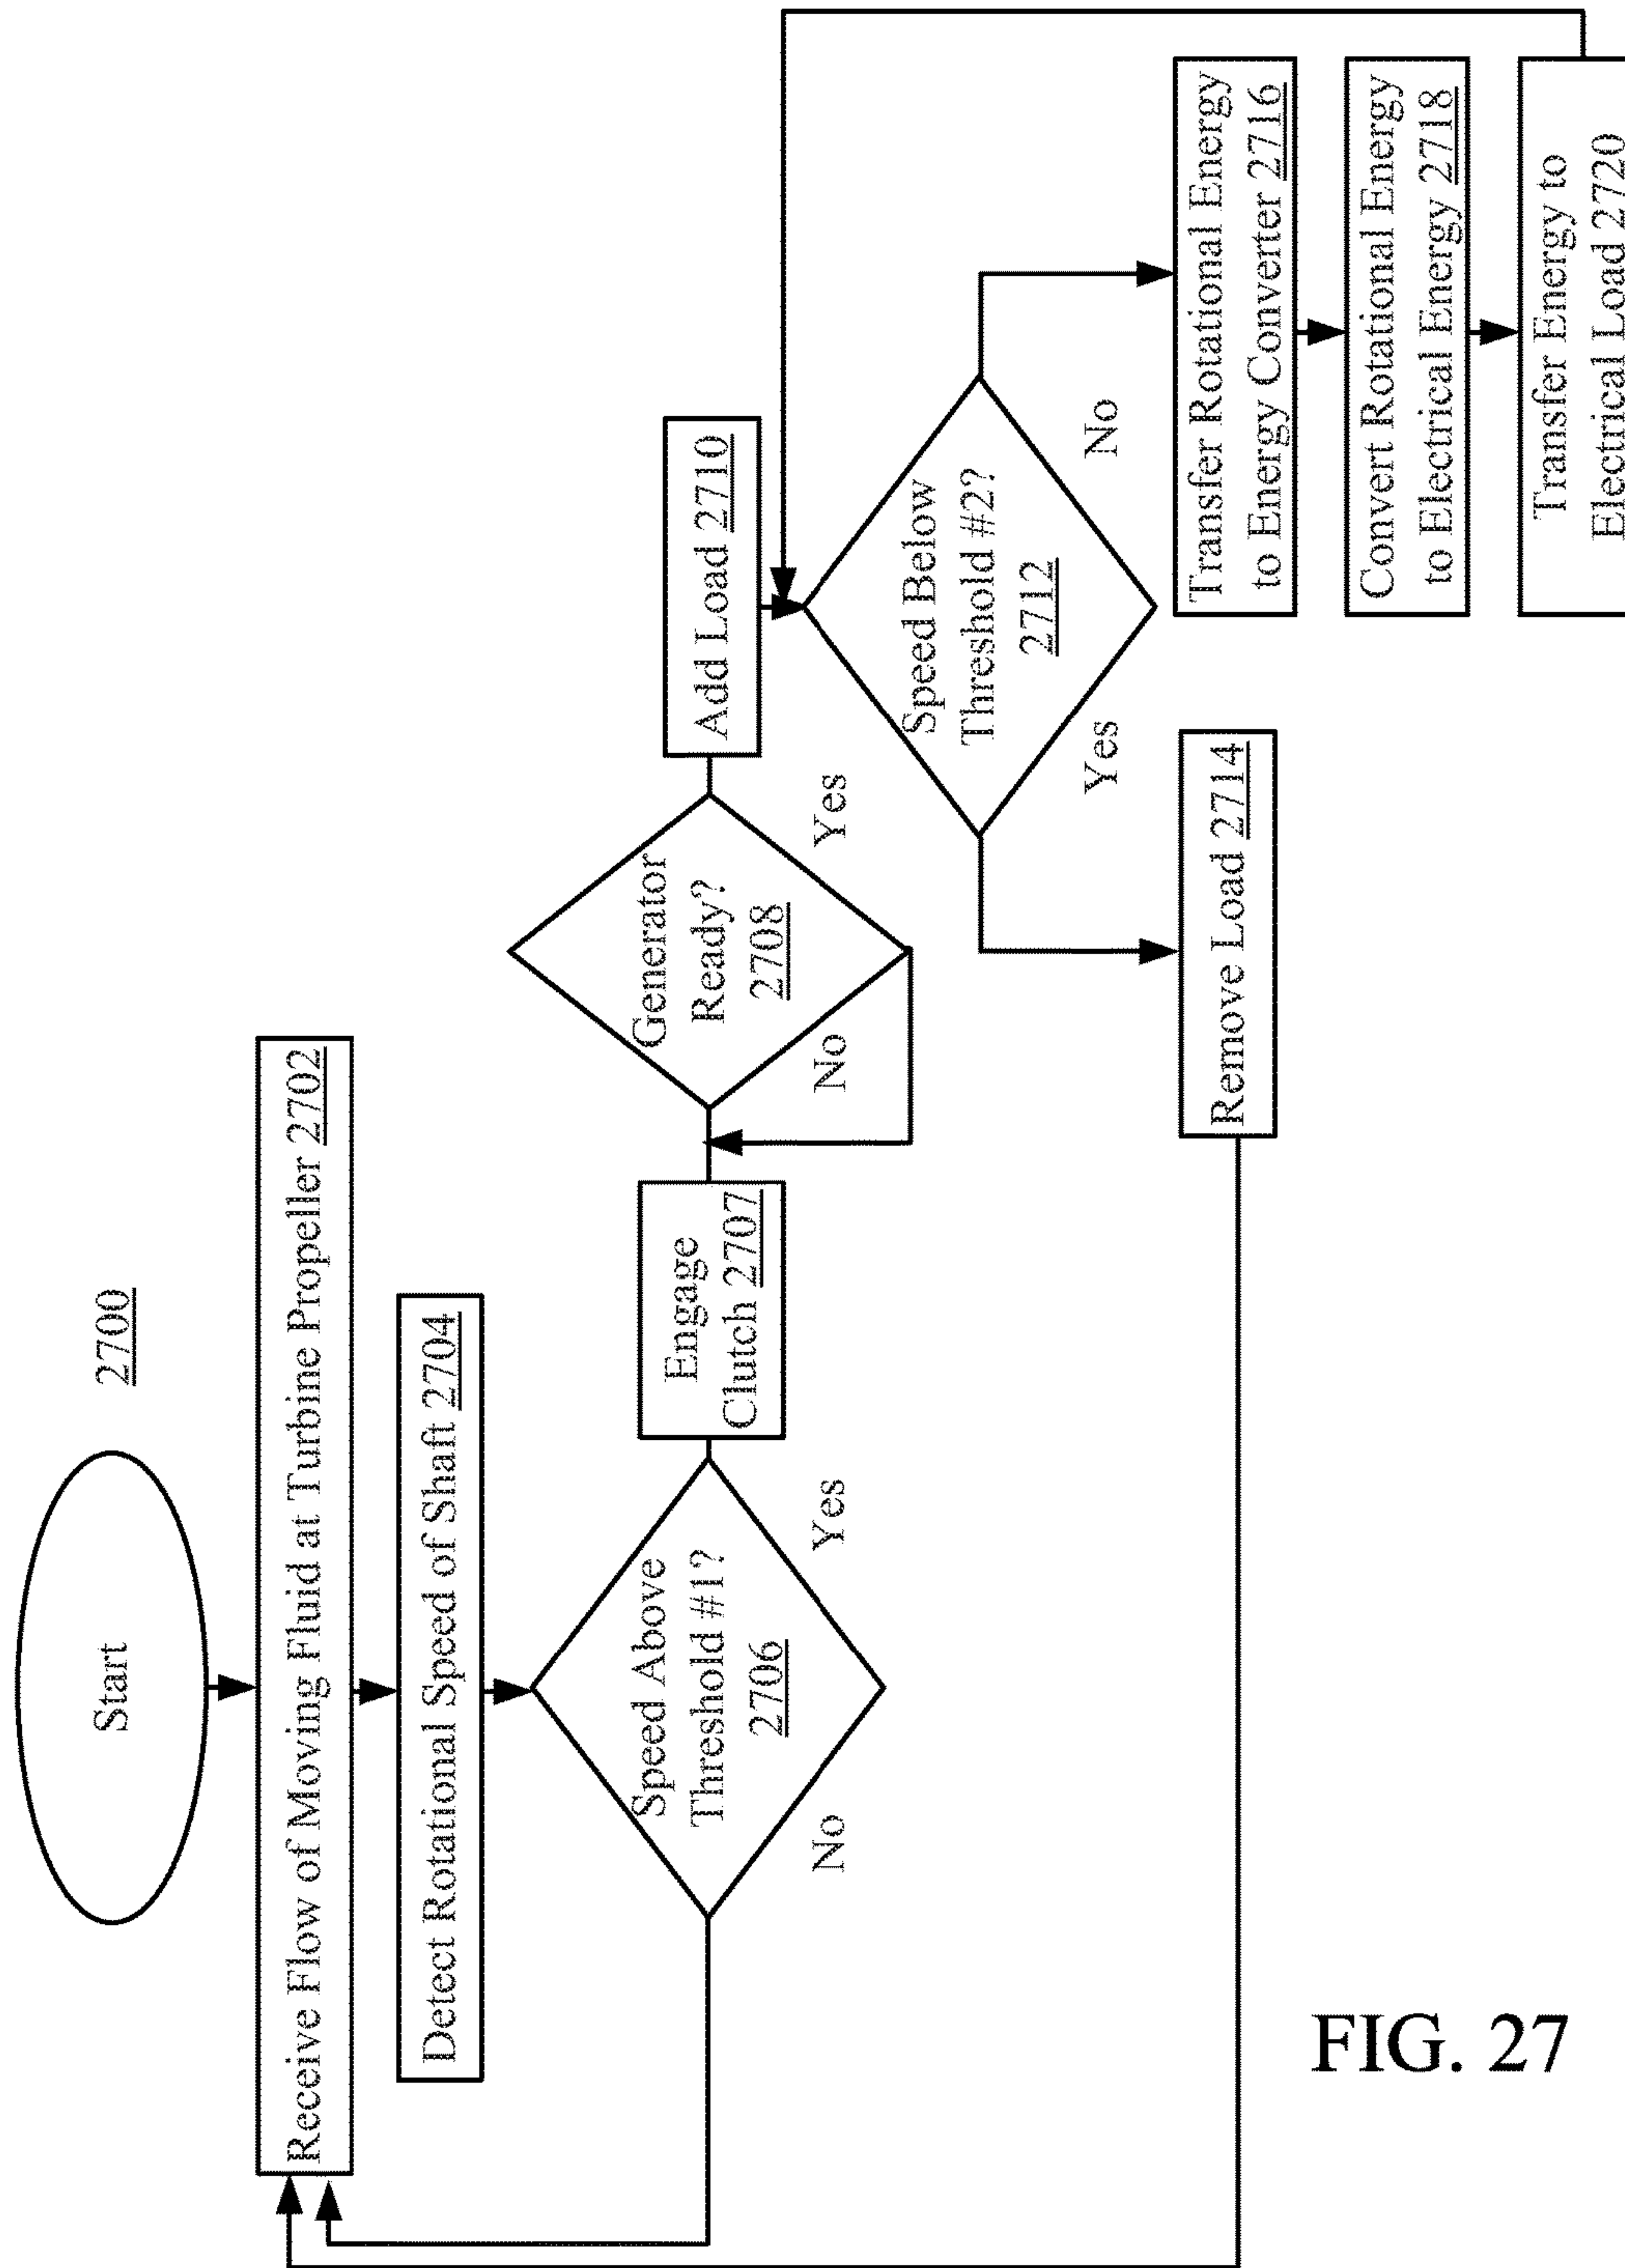 2700
Start
Receive Flow of Moving Fluid at Turbine Propeller 2702
Detect Rotational Speed of Shaft 2704
Speed Above
Threshold #1?
2706
No
Yes
Engage
Clutch 2707
Generator
Ready?
2708
No
Yes
Add Load 2710
Speed Below
Threshold #2?
2712
Yes
No
Remove Load 2714
Transfer Rotational Energy
to Energy Converter 2716
Convert Rotational Energy
to Electrical Energy 2718
Transfer Energy to
Electrical Load 2720
FIG. 27